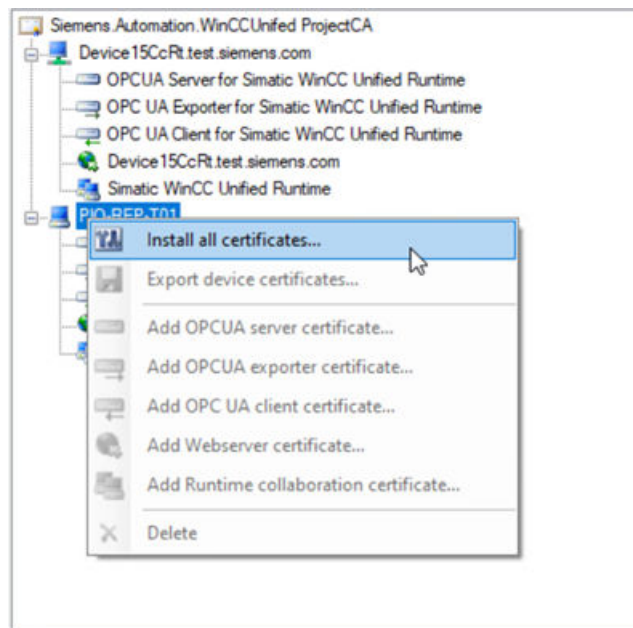 Siemens.Automation.WinCCUnifed ProjectCA
Device15CcRt.test.siemens.com
OPCUA Server for Simatic WinCC Unified Runtime
OPC UA Exporter for Simatic WinCC Unified Runtime
OPC UA Client for Simatic WinCC Unified Runtime
Device15CcRt.test.siemens.com
Simatic WinCC Unified Runtime
Install all certificates...
Export device certificates...
Add OPCUA server certificate...
Add OPCUA exporter certificate...
Add OPC UA client certificate...
Add Webserver certificate...
Add Runtime collaboration certificate...
Delete